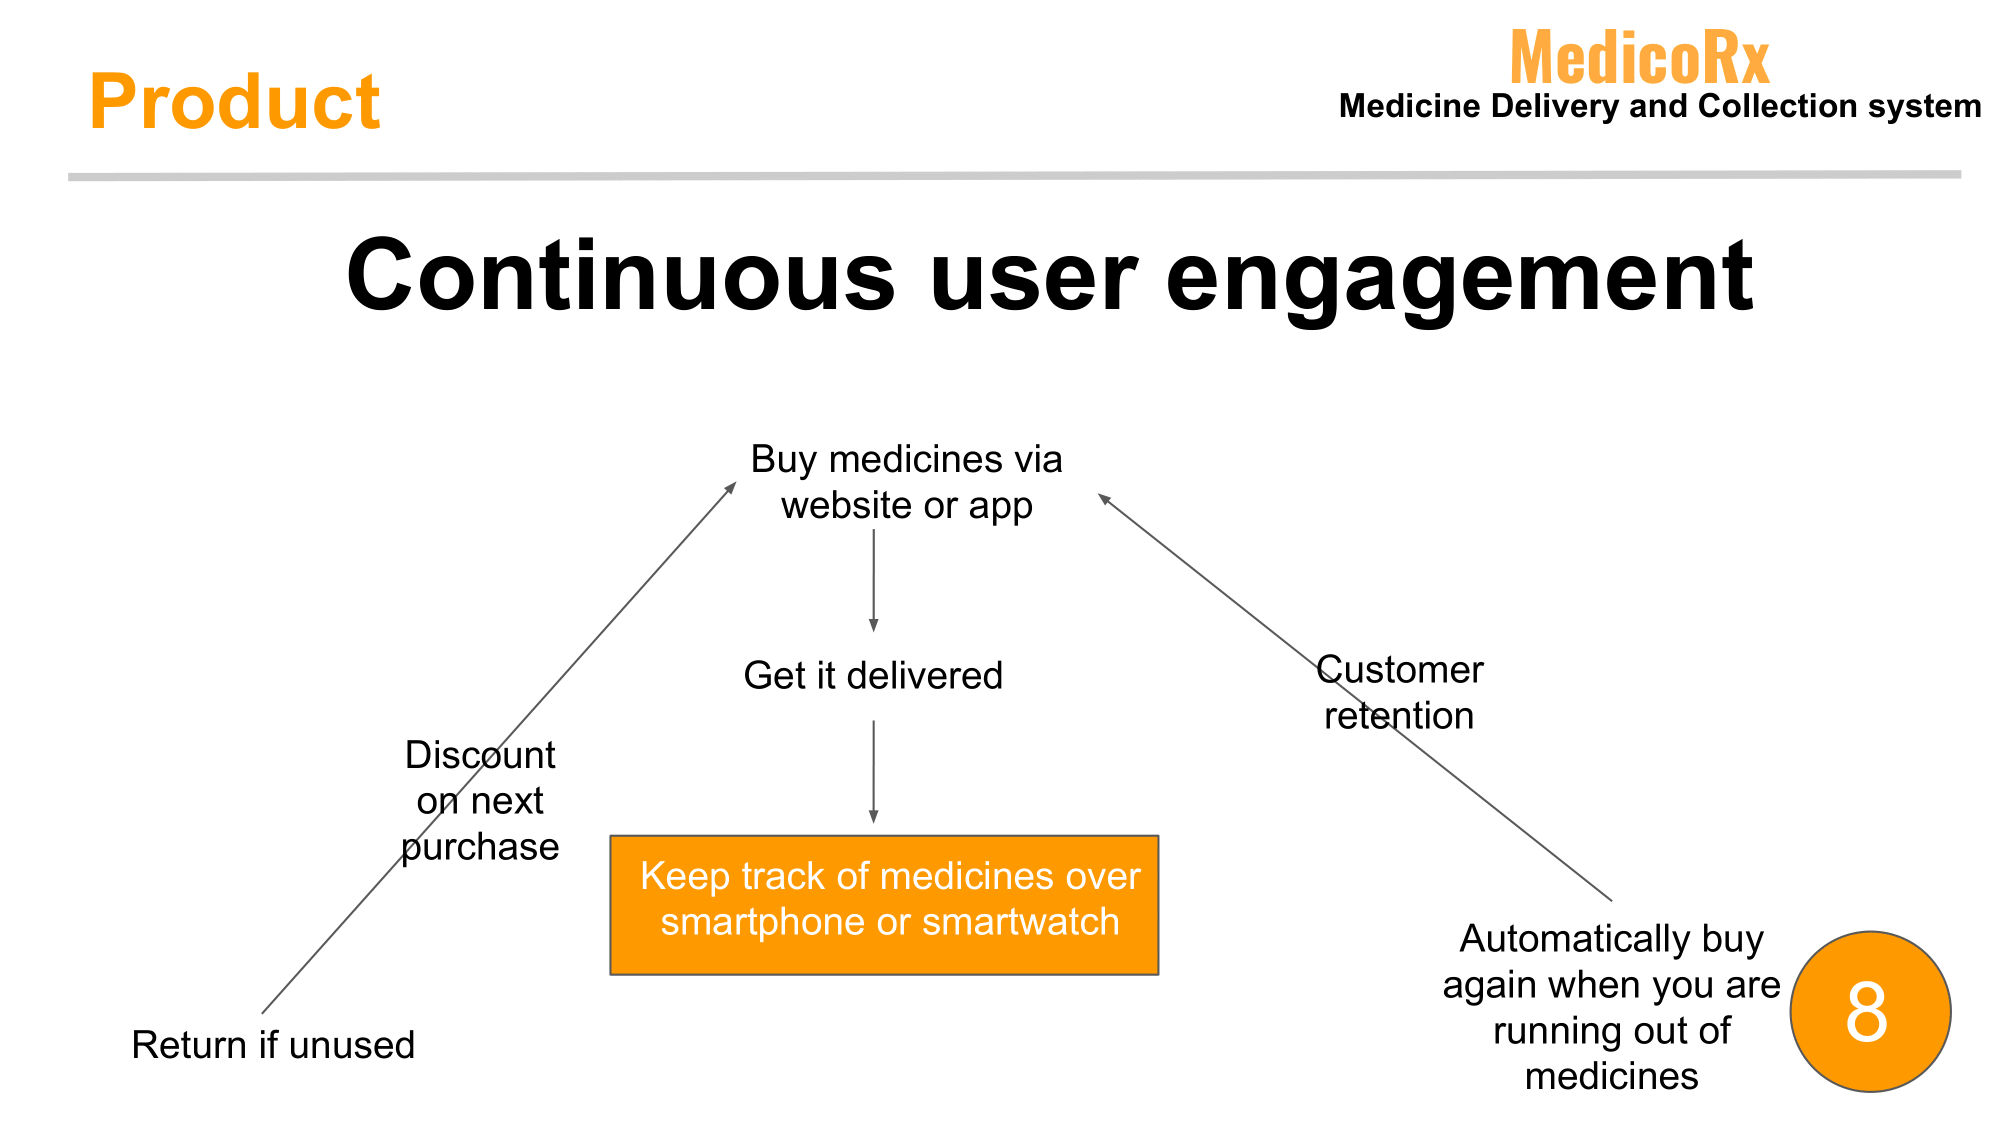 Product
MedicoRx
Medicine Delivery and Collection system
Continuous user engagement
Buy medicines via
website or app
Get it delivered
Customer
retention
Discount
on next
purchase
Keep track of medicines over
smartphone or smartwatch
Automatically buy
again when you are
running out of
medicines
8
Return if unused